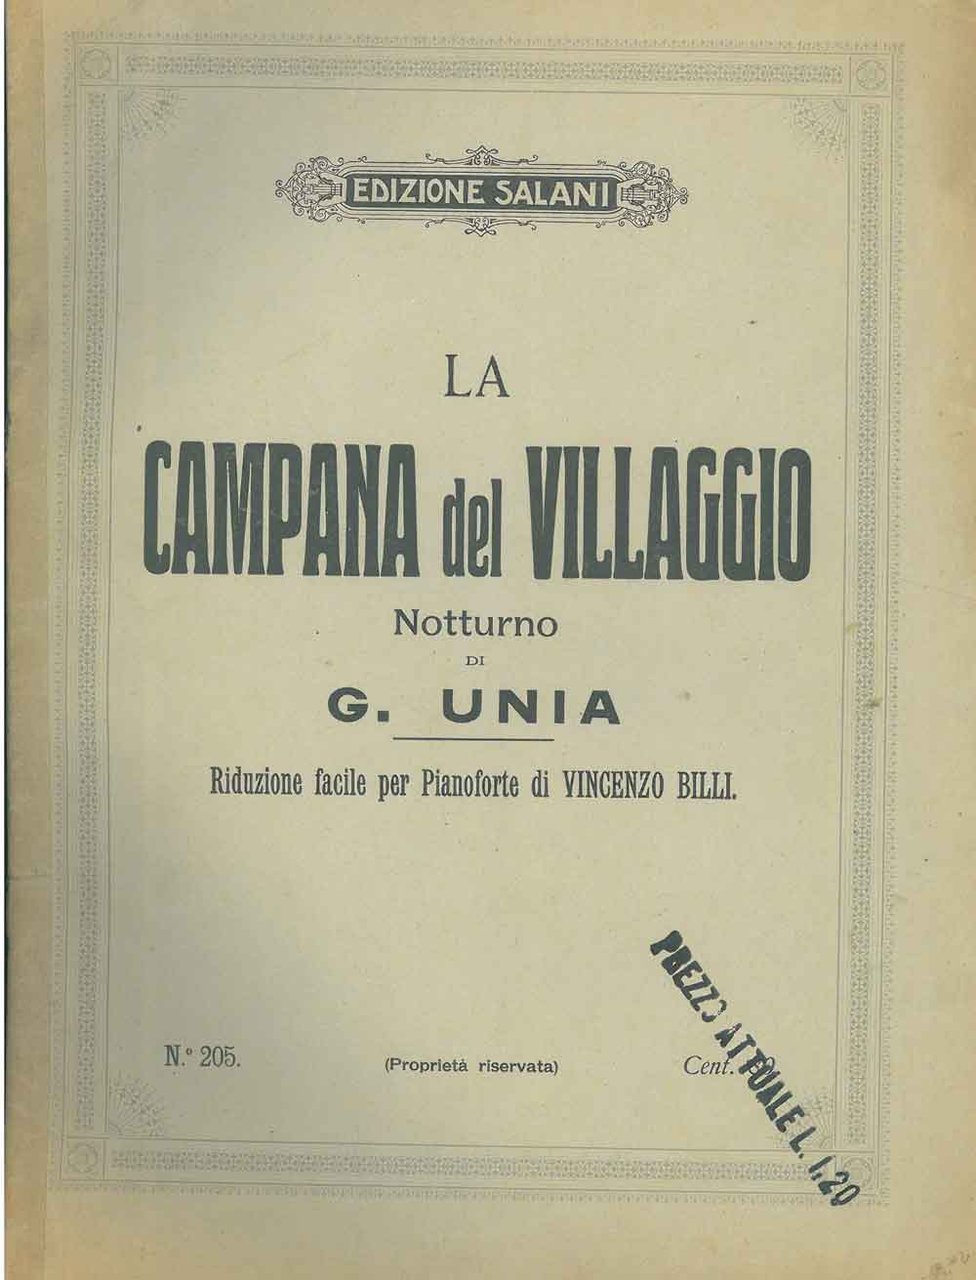 EDIZIONE SALANI
LA
CAMPANA del VILLAGGIO
Notturno
DI
G. UNIA
Riduzione facile per Pianoforte di VINCENZO BILLI.
N.º 205.
(Proprietà riservata)
Cent.
PREZZO ATTUALE L. 1,20